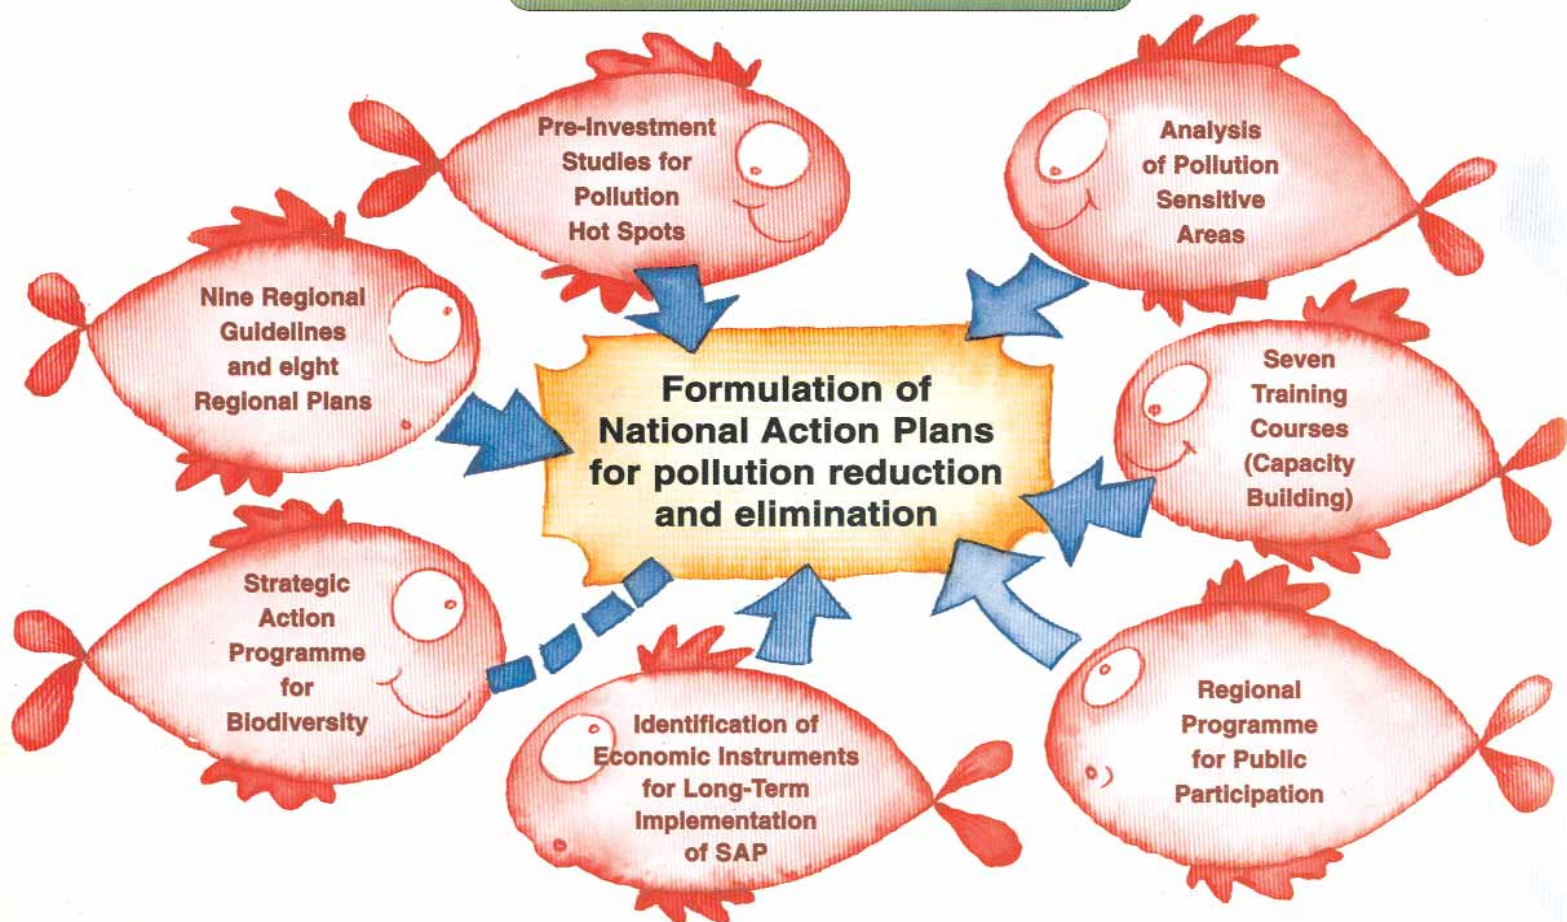 Pre-Investment
Studies for
Pollution
Hot Spots
Analysis
of Pollution
Sensitive
Areas
Nine Regional
Guidelines
and eight
Regional Plans
Formulation of
National Action Plans
for pollution reduction
and elimination
Seven
Training
Courses
(Capacity
Building)
Strategic
Action
Programme
for
Biodiversity
Identification of
Economic Instruments
for Long-Term
Implementation
of SAP
Regional
Programme
for Public
Participation